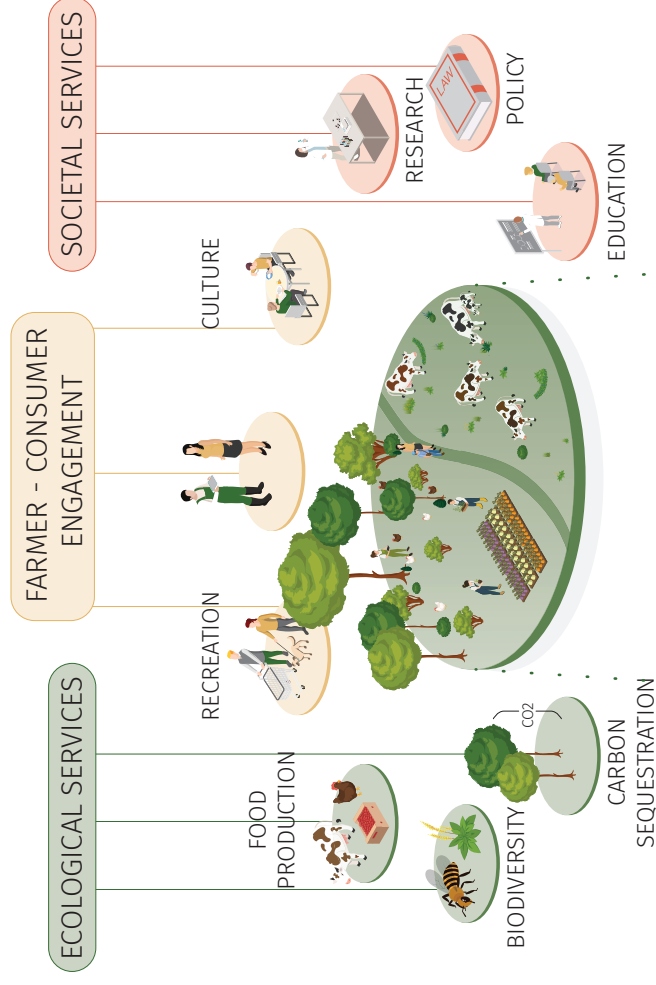 ECOLOGICAL SERVICES
FARMER - CONSUMER
ENGAGEMENT
SOCIETAL SERVICES
FOOD
PRODUCTION
BIODIVERSITY
CO2
CARBON
SEQUESTRATION
RECREATION
CULTURE
RESEARCH
LAW
POLICY
EDUCATION